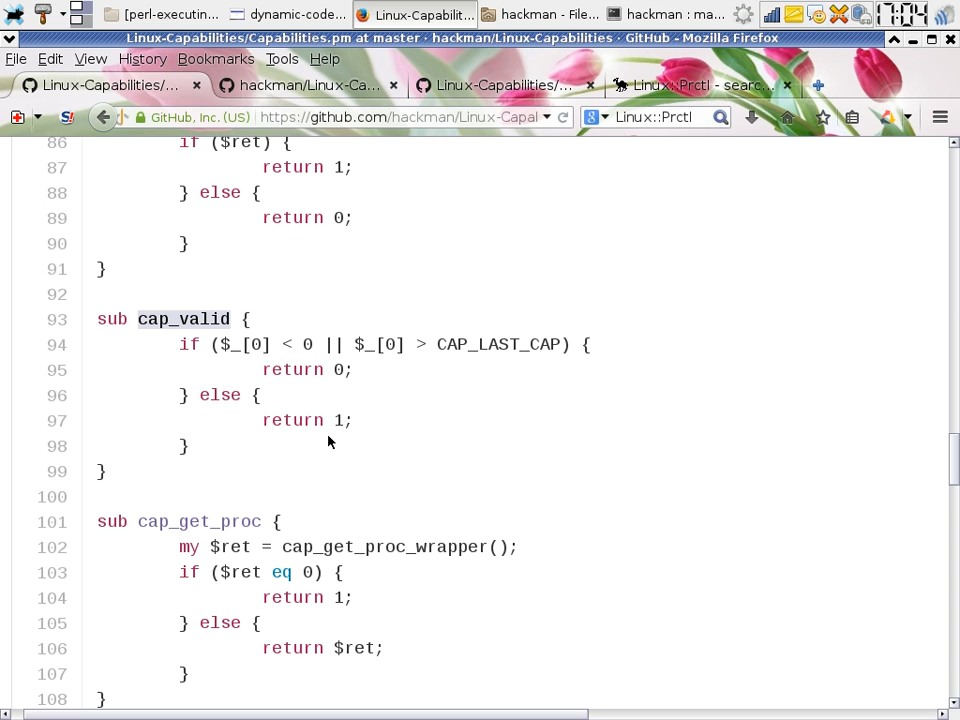 [perl-executin... dynamic-code... Linux-Capabilit... hackman - File... hackman : ma... 17:04
Linux-Capabilities/Capabilities.pm at master · hackman/Linux-Capabilities · GitHub - Mozilla Firefox
File Edit View History Bookmarks Tools Help
Linux-Capabilities/... hackman/Linux-Ca... Linux-Capabilities/... Linux::Prctl - searc...
GitHub, Inc. (US) https://github.com/hackman/Linux-Capal Linux::Prctl
86 if ($ret) {
87 return 1;
88 } else {
89 return 0;
90 }
91 }
92
93 sub cap_valid {
94 if ($_[0] < 0 || $_[0] > CAP_LAST_CAP) {
95 return 0;
96 } else {
97 return 1;
98 }
99 }
100
101 sub cap_get_proc {
102 my $ret = cap_get_proc_wrapper();
103 if ($ret eq 0) {
104 return 1;
105 } else {
106 return $ret;
107 }
108 }